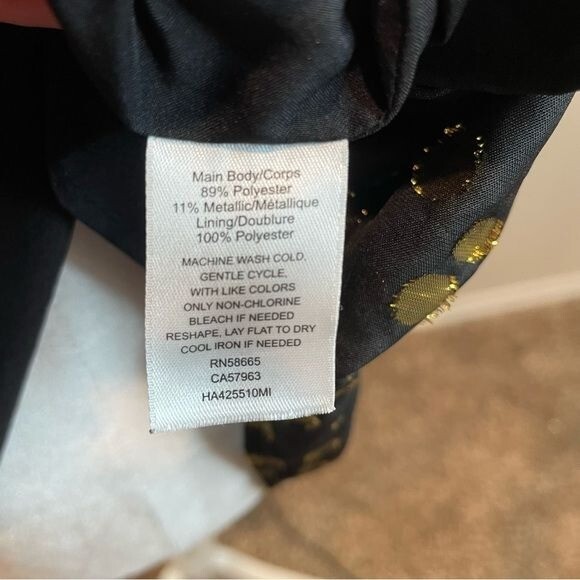 Main Body/Corps
89% Polyester
11% Metallic/Métallique
Lining/Doublure
100% Polyester
MACHINE WASH COLD,
GENTLE CYCLE,
WITH LIKE COLORS
ONLY NON-CHLORINE
BLEACH IF NEEDED
RESHAPE, LAY FLAT TO DRY
COOL IRON IF NEEDED
RN58665
CA57963
HA425510MI